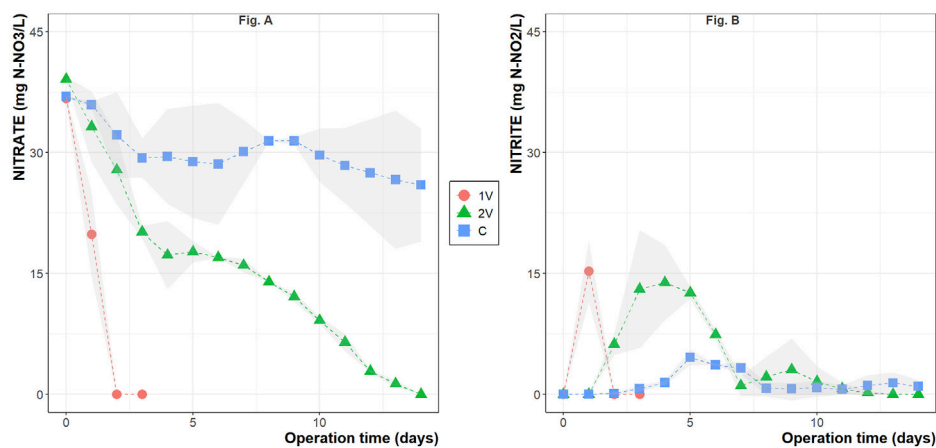 Fig. A
NITRATE (mg N-NO3/L)
45
30
15
0
0
5
10
Operation time (days)
1V
2V
C
Fig. B
NITRITE (mg N-NO2/L)
45
30
15
0
0
5
10
Operation time (days)